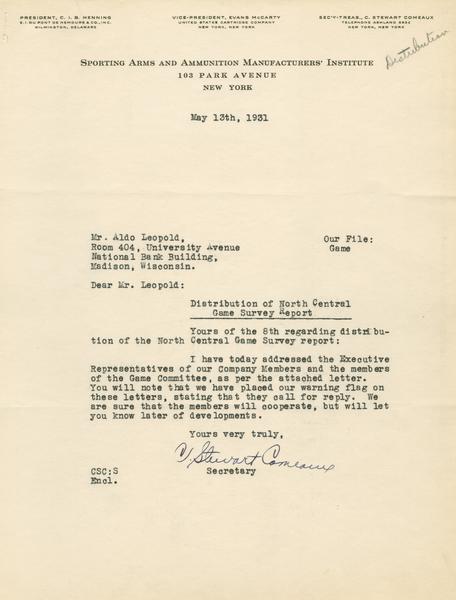 PRESIDENT, C. I. B. HENNING
E. I. DU PONT DE NEMOURS & CO., INC.
WILMINGTON, DELAWARE
VICE-PRESIDENT, EVANS McCARTY
UNITED STATES CARTRIDGE COMPANY
NEW YORK, NEW YORK
SEC'Y-TREAS., C. STEWART COMEAUX
TELEPHONE ASHLAND
NEW YORK, NEW YORK
Distribution
SPORTING ARMS AND AMMUNITION MANUFACTURERS' INSTITUTE
103 PARK AVENUE
NEW YORK
May 13th, 1931
Mr. Aldo Leopold,
Room 404, University Avenue
National Bank Building,
Madison, Wisconsin.
Our File:
Game
Dear Mr. Leopold:
Distribution of North Central
Game Survey Report
Yours of the 8th regarding distribu-
tion of the North Central Game Survey report:
I have today addressed the Executive
Representatives of our Company Members and the members
of the Game Committee, as per the attached letter.
You will note that we have placed our warning flag on
these letters, stating that they call for reply. We
are sure that the members will cooperate, but will let
you know later of developments.
Yours very truly,
C. Stewart Comeaux
Secretary
CSC:S
Encl.